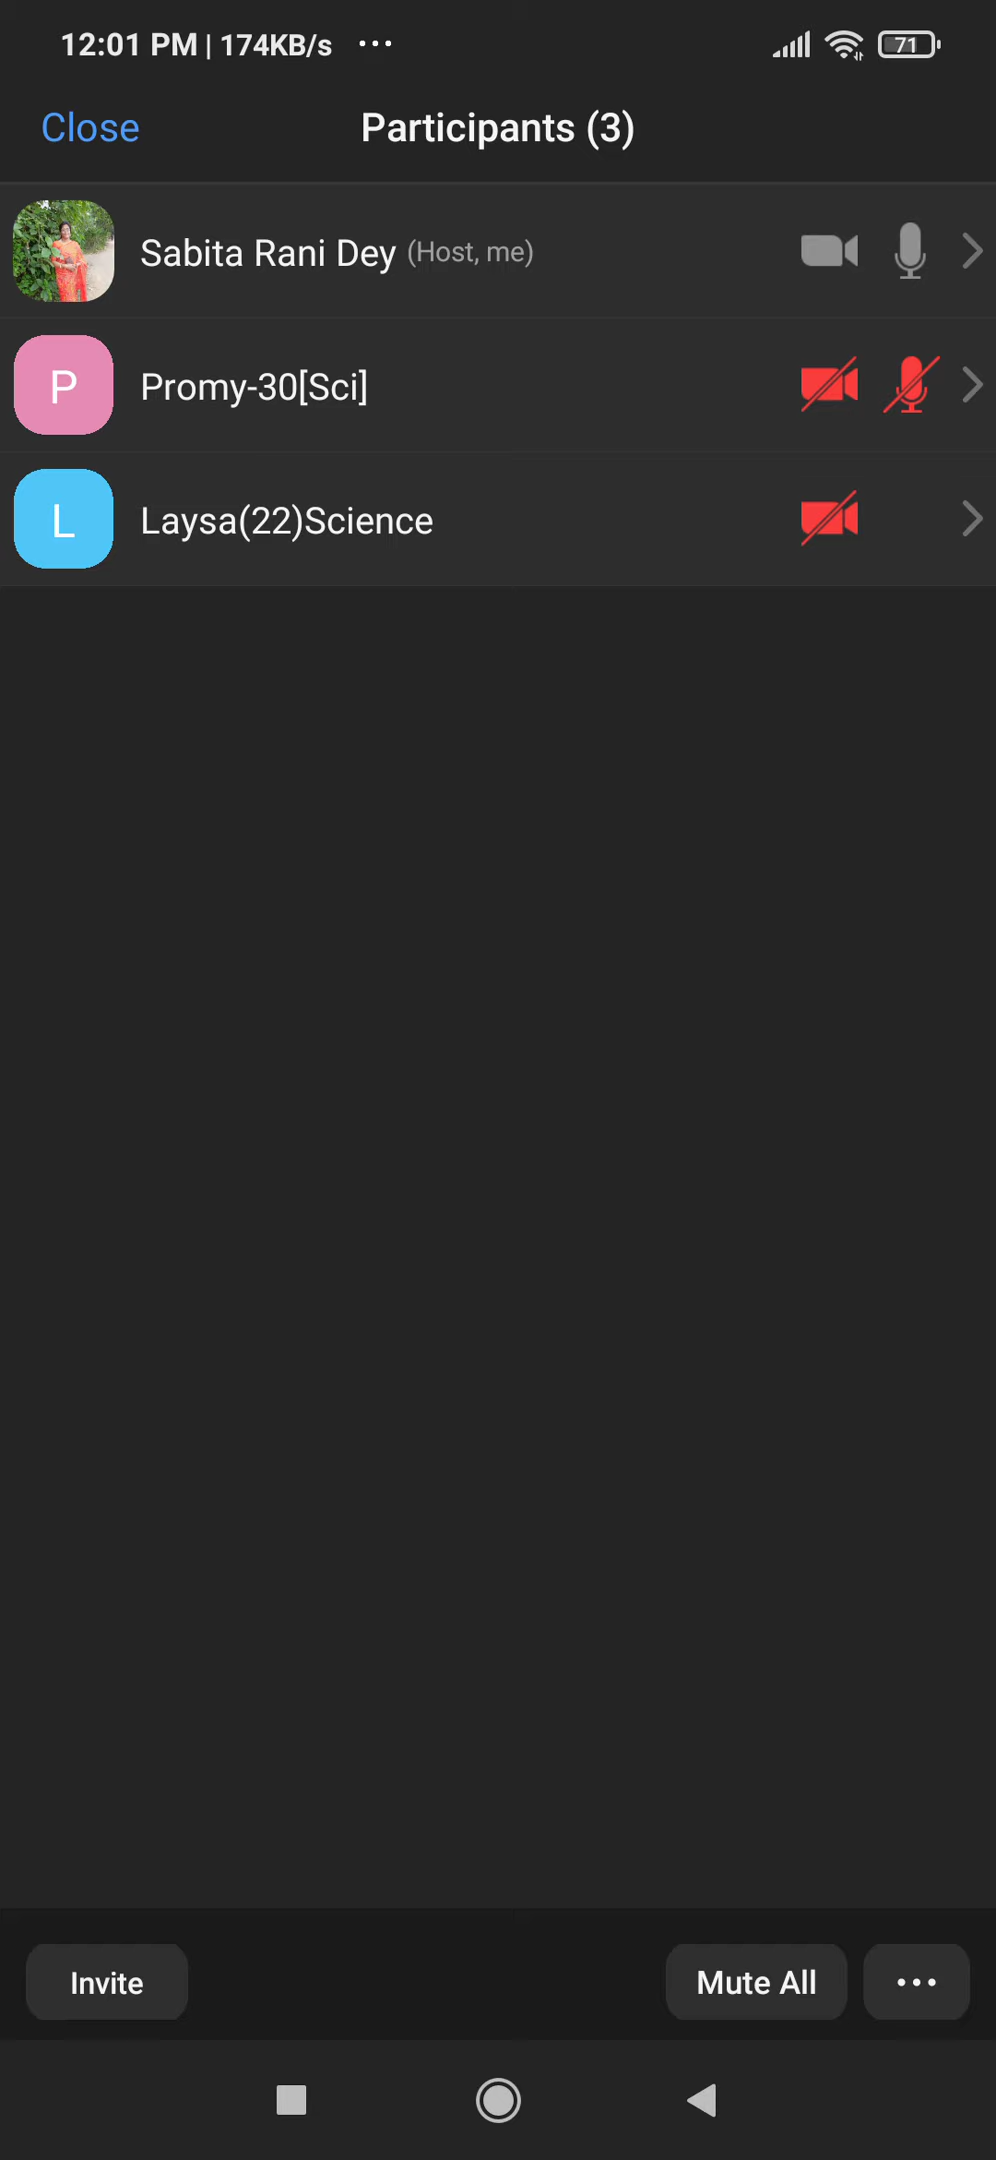 12:01 PM | 174KB/s ... 71
Close Participants (3)
Sabita Rani Dey (Host, me)
P Promy-30[Sci]
L Laysa(22)Science
Invite Mute All ...